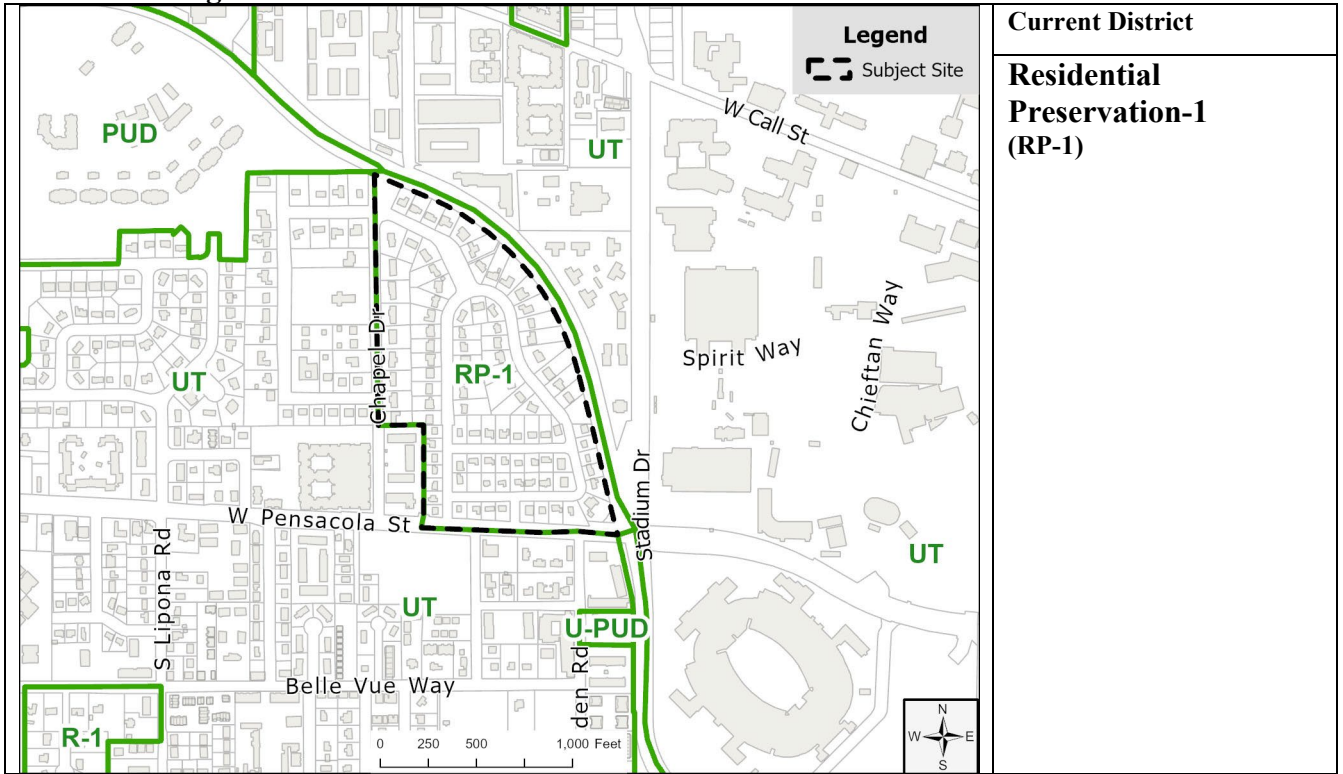 Legend
Subject Site
W Call St
PUD
UT
Chapel Dr
RP-1
Spirit Way
Chieftan Way
UT
W Pensacola St
Stadium Dr
UT
S Lipona Rd
UT
U-PUD
Belle Vue Way
den Rd
R-1
0 250 500 1,000 Feet
N
W E
S
Current District
Residential
Preservation-1
(RP-1)